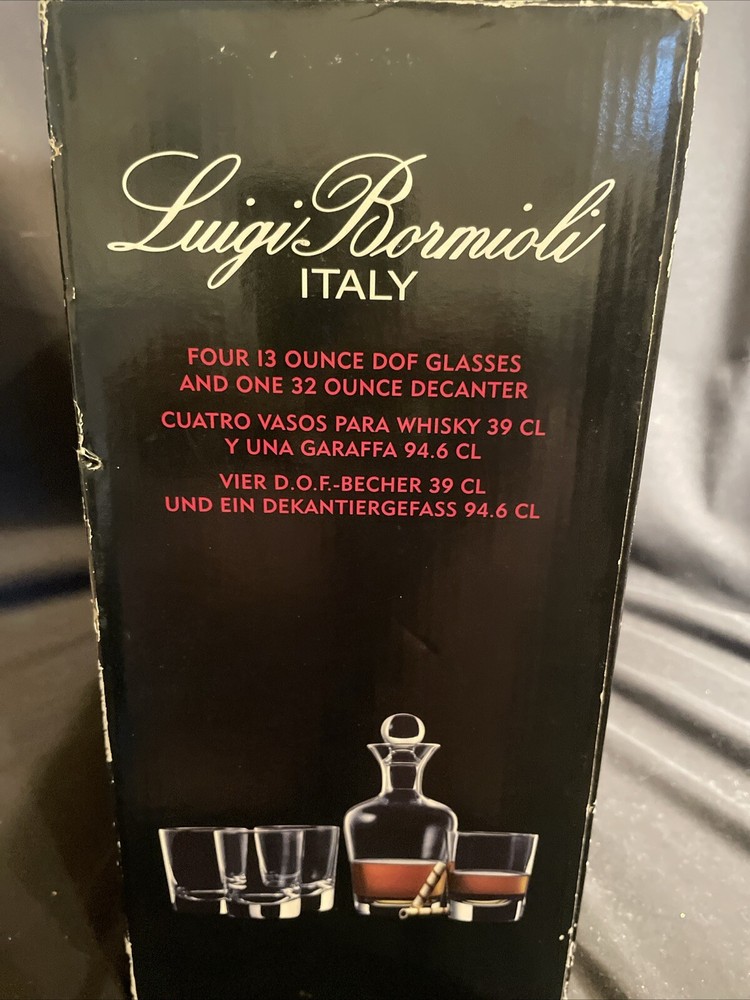 Luigi Bormioli
ITALY
FOUR 13 OUNCE DOF GLASSES
AND ONE 32 OUNCE DECANTER
CUATRO VASOS PARA WHISKY 39 CL
Y UNA GARAFFA 94.6 CL
VIER D.O.F.-BECHER 39 CL
UND EIN DEKANTIERGEFASS 94.6 CL